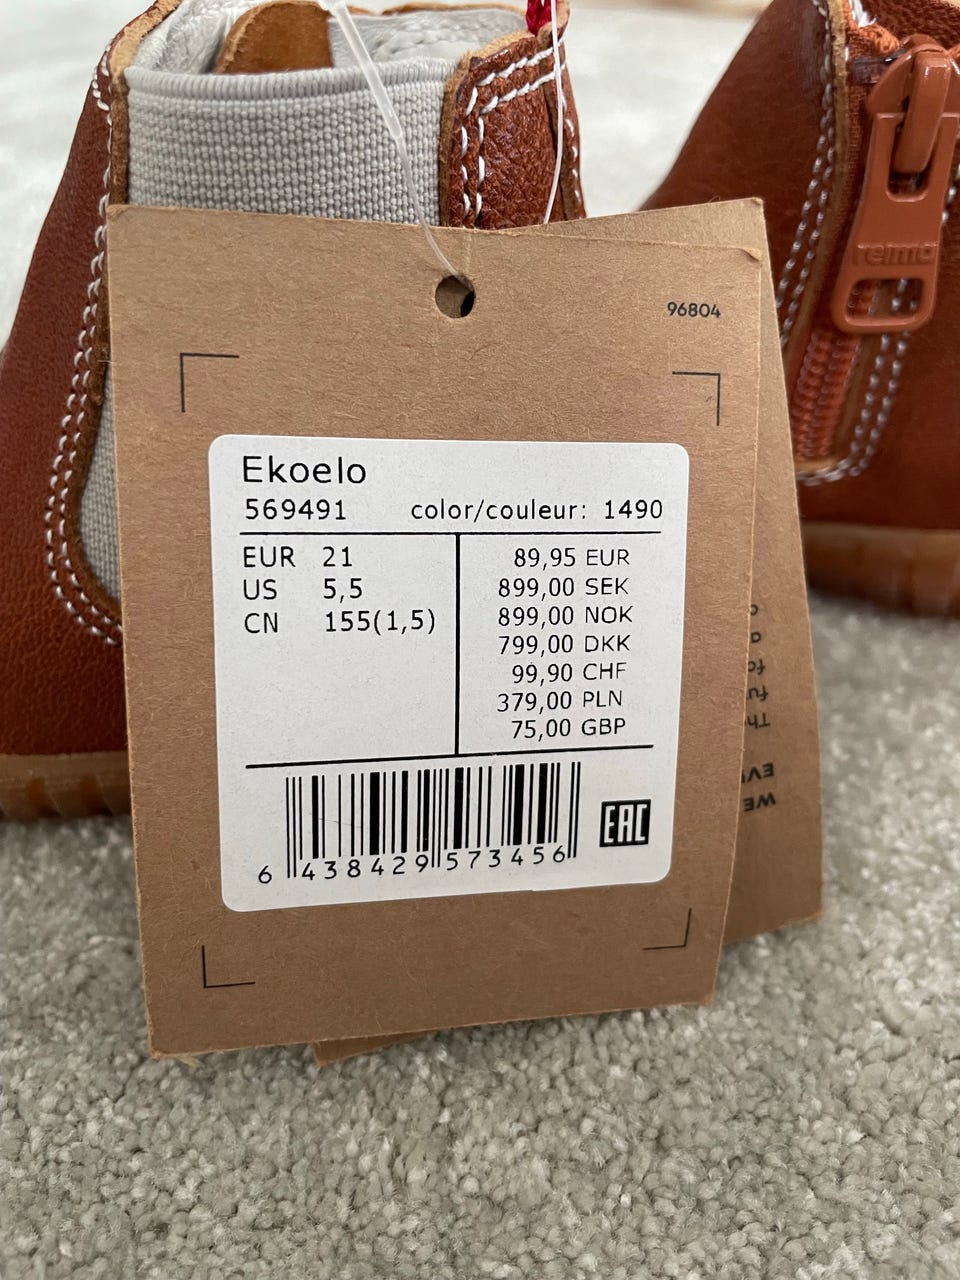 reima
96804
Ekoelo
569491 color/couleur: 1490
EUR 21
US 5,5
CN 155(1,5)
89,95 EUR
899,00 SEK
899,00 NOK
799,00 DKK
99,90 CHF
379,00 PLN
75,00 GBP
6 438429 573456
EAC